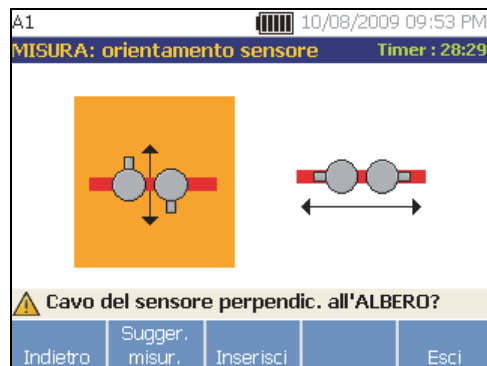 A1 10/08/2009 09:53 PM
MISURA: orientamento sensore Timer : 28:29
Cavo del sensore perpendic. all'ALBERO?
Indietro Sugger. misur. Inserisci Esci